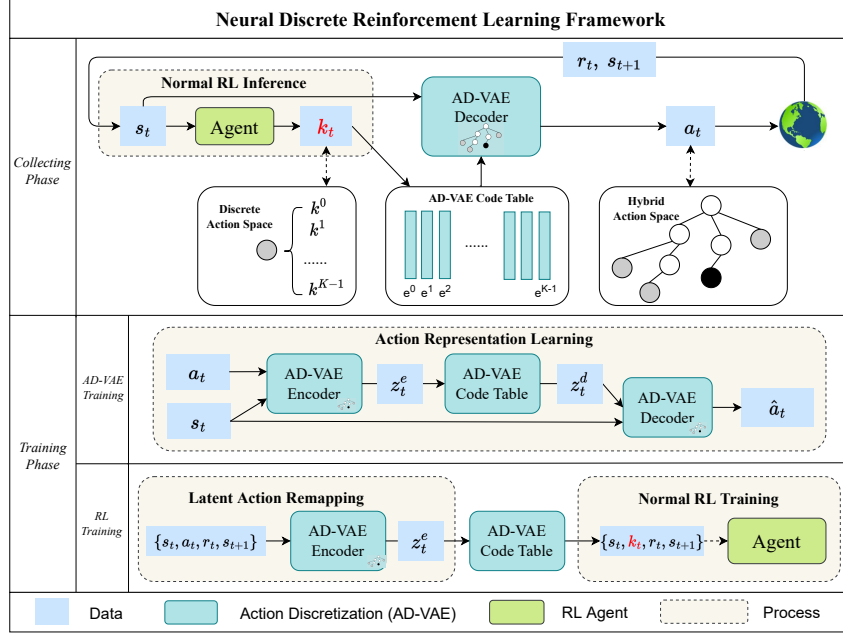 Neural Discrete Reinforcement Learning Framework
Collecting
Phase
Normal RL Inference
s_t
Agent
k_t
AD-VAE
Decoder
a_t
r_t, s_{t+1}
Discrete
Action Space
k^0
k^1
......
k^{K-1}
AD-VAE Code Table
......
e^0 e^1 e^2 e^{K-1}
Hybrid
Action Space
Training
Phase
AD-VAE
Training
Action Representation Learning
a_t
s_t
AD-VAE
Encoder
z_t^e
AD-VAE
Code Table
z_t^d
AD-VAE
Decoder
â_t
RL
Training
Latent Action Remapping
{s_t, a_t, r_t, s_{t+1}}
AD-VAE
Encoder
z_t^e
AD-VAE
Code Table
Normal RL Training
{s_t, k_t, r_t, s_{t+1}}
Agent
Data
Action Discretization (AD-VAE)
RL Agent
Process